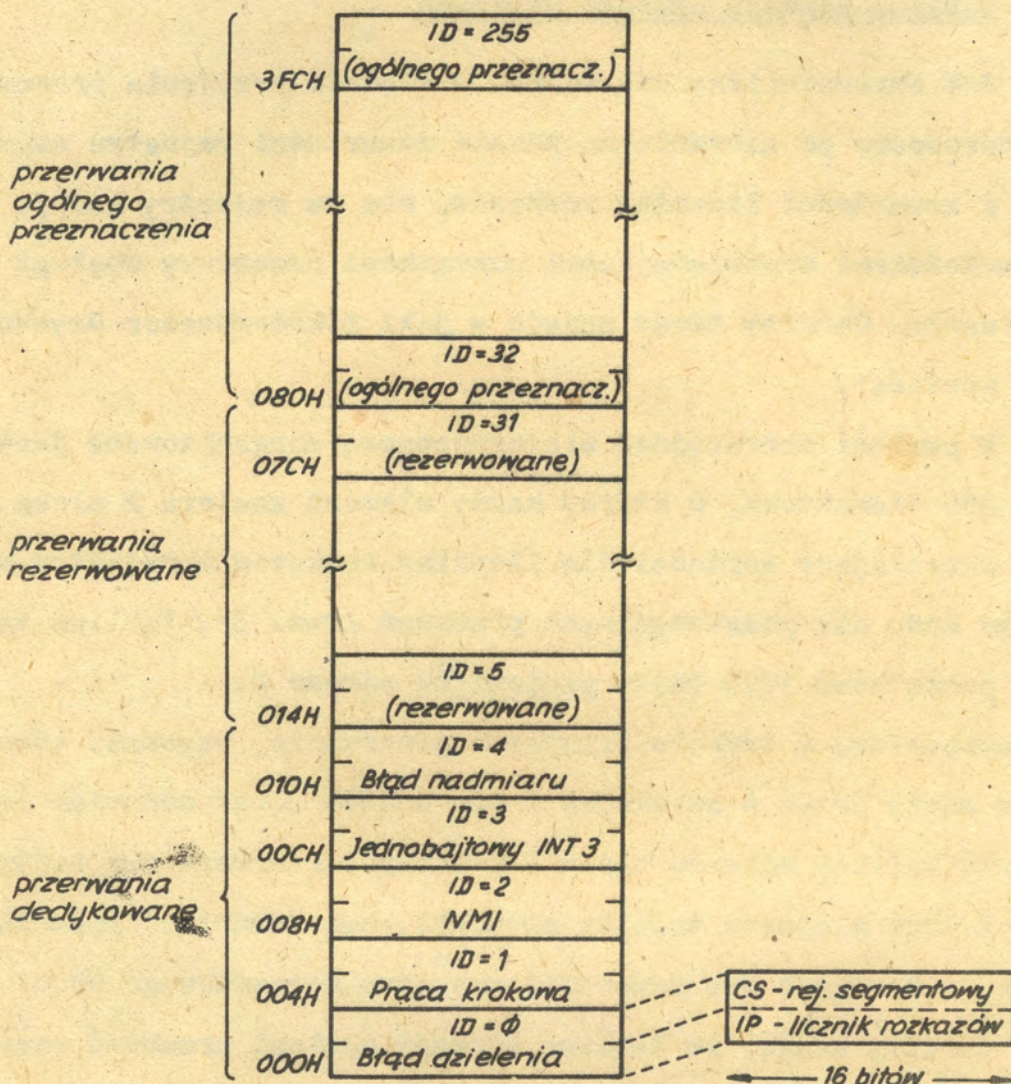 ID = 255
3FCH (ogólnego przeznacz.)
przerwania
ogólnego
przeznaczenia
ID = 32
080H (ogólnego przeznacz.)
ID = 31
07CH (rezerwowane)
przerwania
rezerwowane
ID = 5
014H (rezerwowane)
ID = 4
010H Błąd nadmiaru
ID = 3
00CH Jednobajtowy INT 3
przerwania
dedykowane
ID = 2
008H NMI
ID = 1
004H Praca krokowa
ID = Φ
000H Błąd dzielenia
CS - rej. segmentowy
IP - licznik rozkazów
16 bitów